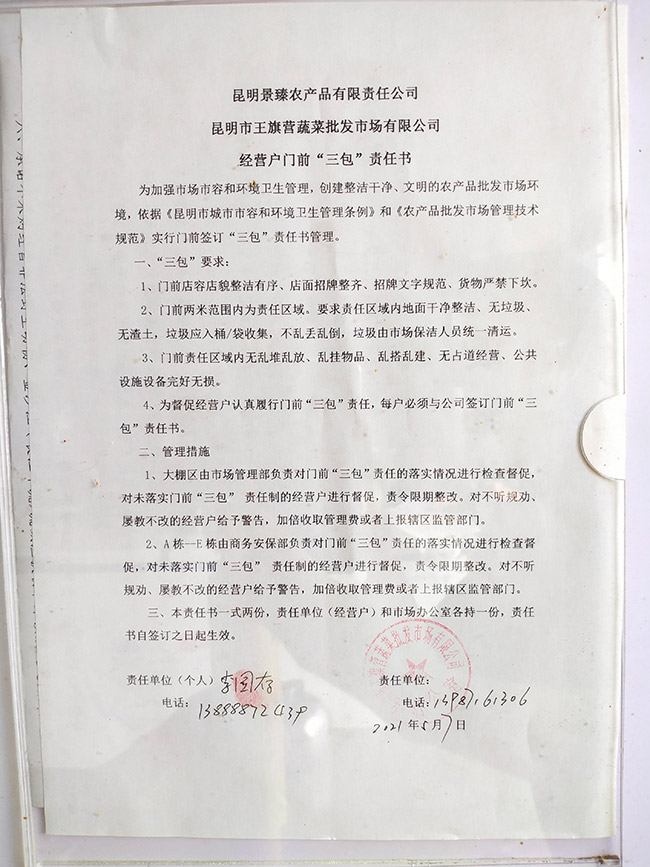 昆明景臻农产品有限责任公司
昆明市王旗营蔬菜批发市场有限公司
经营户门前“三包”责任书
为加强市场市容和环境卫生管理，创建整洁干净、文明的农产品批发市场环
境，依据《昆明市城市市容和环境卫生管理条例》和《农产品批发市场管理技术
规范》实行门前签订“三包”责任书管理。
一、“三包”要求：
1、门前店容店貌整洁有序、店面招牌整齐、招牌文字规范、货物严禁下坎。
2、门前两米范围内为责任区域。要求责任区域内地面干净整洁、无垃圾、
无渣土，垃圾应入桶/袋收集，不乱丢乱倒，垃圾由市场保洁人员统一清运。
3、门前责任区域内无乱堆乱放、乱挂物品、乱搭乱建、无占道经营、公共
设施设备完好无损。
4、为督促经营户认真履行门前“三包”责任，每户必须与公司签订门前“三
包”责任书。
二、管理措施
1、大棚区由市场管理部负责对门前“三包”责任的落实情况进行检查督促，
对未落实门前“三包” 责任制的经营户进行督促，责令限期整改。对不听规劝、
屡教不改的经营户给予警告，加倍收取管理费或者上报辖区监管部门。
2、A 栋--E 栋由商务安保部负责对门前“三包”责任的落实情况进行检查督
促，对未落实门前“三包” 责任制的经营户进行督促，责令限期整改。对不听
规劝、屡教不改的经营户给予警告，加倍收取管理费或者上报辖区监管部门。
三、本责任书一式两份，责任单位（经营户）和市场办公室各持一份，责任
书自签订之日起生效。
旗营蔬菜批发市场有限公司
责任单位（个人） 责任单位：
电话： 电话：13987161306
2021 年 5 月 7 日